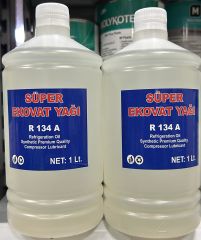 MOLYKOTE
SÜPER
EKOVAT YAĞI
R 134 A
Refrigeration Oil
Synthetic Premium Quality
Compressor Lubricant
NET: 1 Lt.
SÜPER
EKOVAT YAĞI
R 134 A
Refrigeration Oil
Synthetic Premium Quality
Compressor Lubricant
NET: 1 Lt.